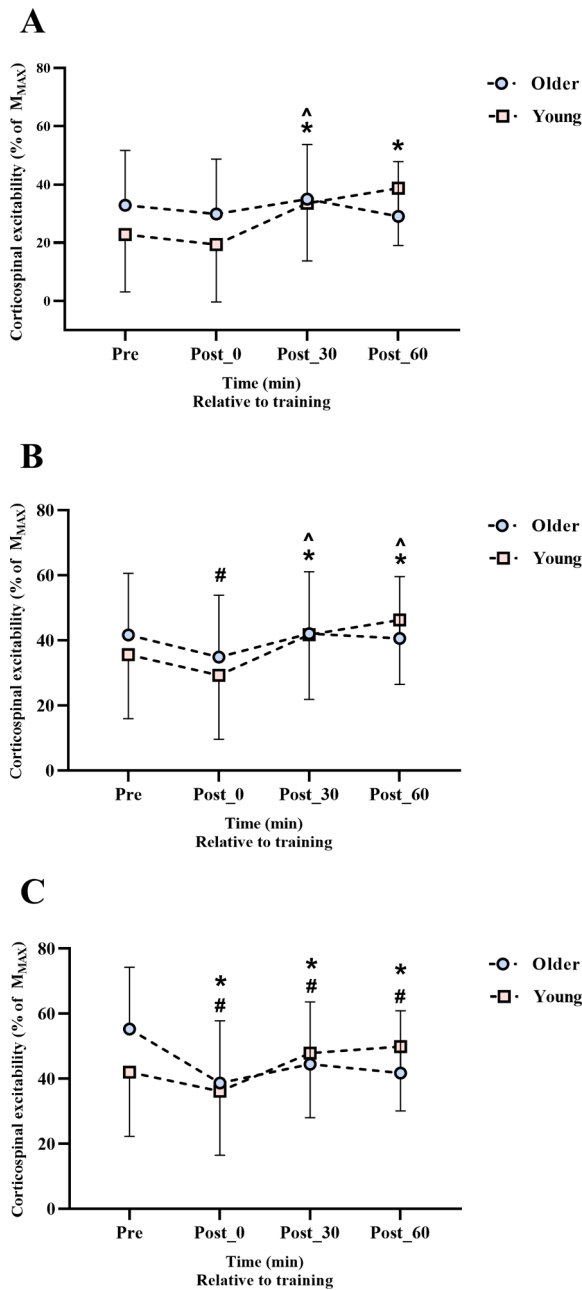 A
Corticospinal excitability (% of MMAX)
80
60
40
20
0
^
*
*
Older
Young
Pre Post_0 Post_30 Post_60
Time (min)
Relative to training
B
Corticospinal excitability (% of MMAX)
80
60
40
20
0
#
^
*
^
*
Older
Young
Pre Post_0 Post_30 Post_60
Time (min)
Relative to training
C
Corticospinal excitability (% of MMAX)
80
60
40
20
0
*
#
*
#
*
#
Older
Young
Pre Post_0 Post_30 Post_60
Time (min)
Relative to training